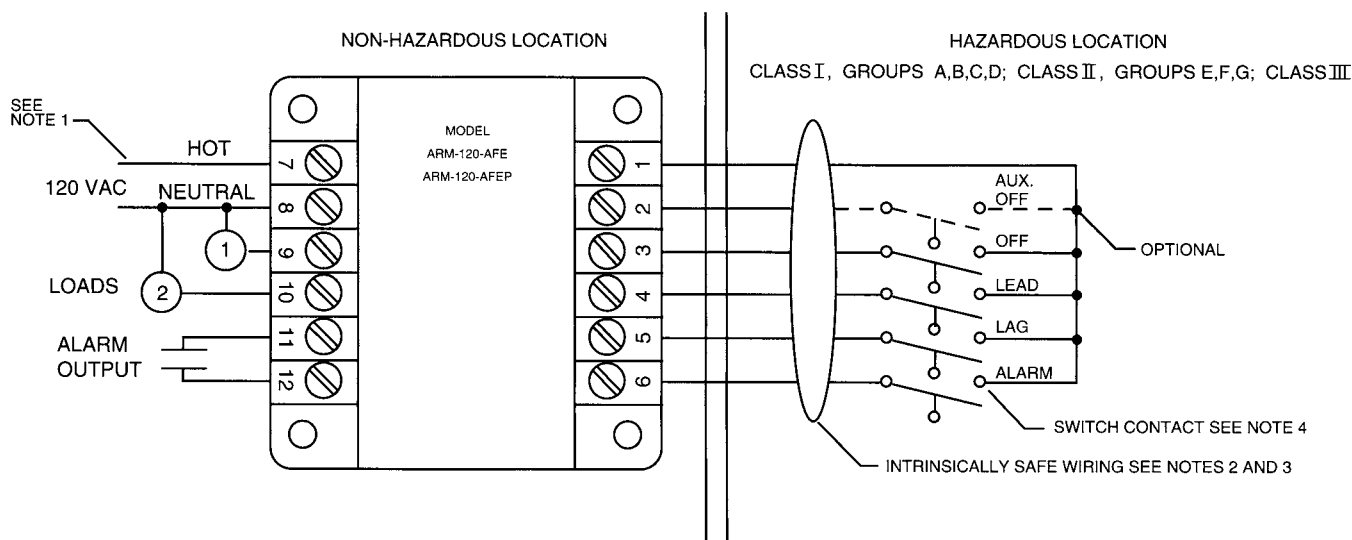 NON-HAZARDOUS LOCATION
HAZARDOUS LOCATION
CLASS I, GROUPS A,B,C,D; CLASS II, GROUPS E,F,G; CLASS III
SEE
NOTE 1
HOT
120 VAC
NEUTRAL
LOADS
1
2
ALARM
OUTPUT
7
8
9
10
11
12
MODEL
ARM-120-AFE
ARM-120-AFEP
1
2
3
4
5
6
AUX.
OFF
OFF
LEAD
LAG
ALARM
OPTIONAL
SWITCH CONTACT SEE NOTE 4
INTRINSICALLY SAFE WIRING SEE NOTES 2 AND 3